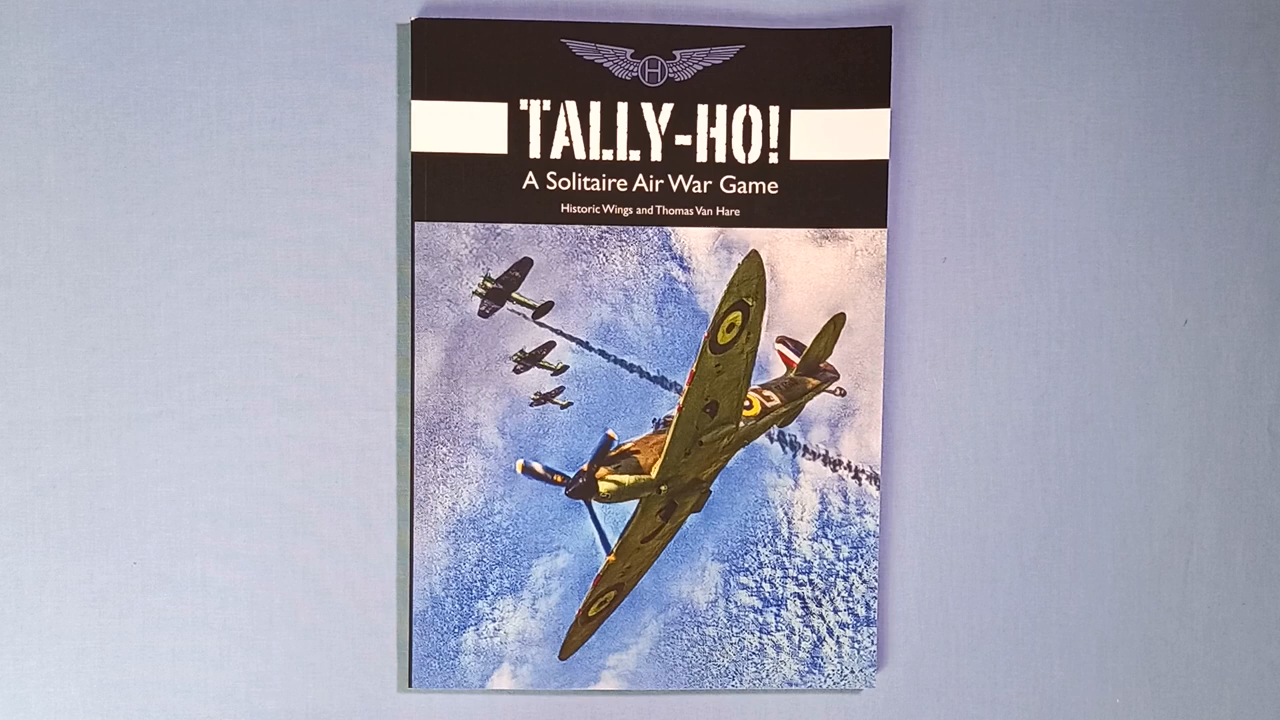 H
TALLY-HO!
A Solitaire Air War Game
Historic Wings and Thomas Van Hare